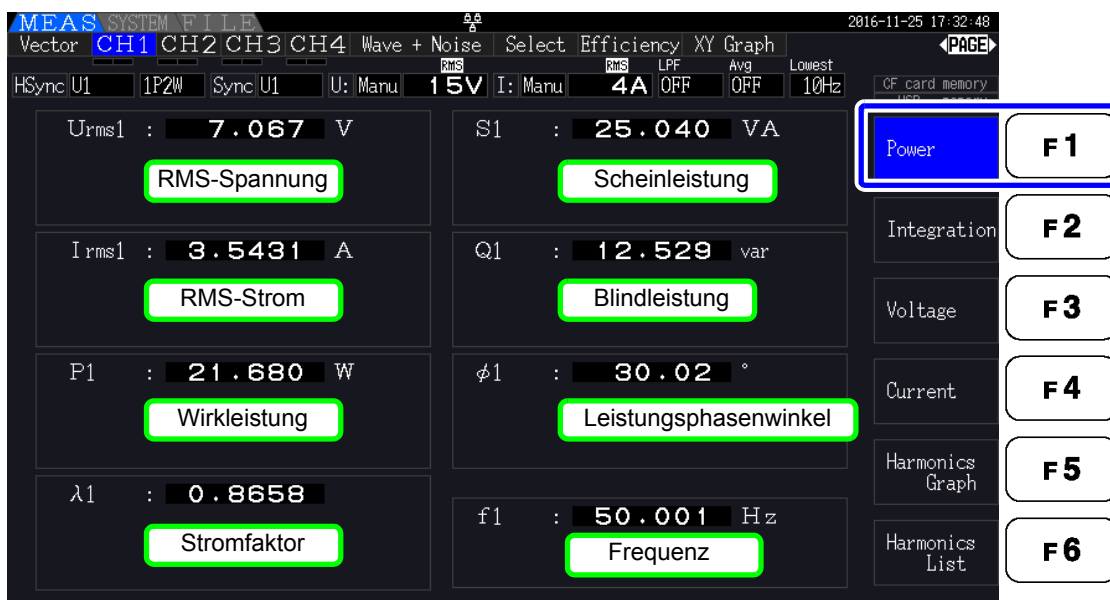 MEAS SYSTEM FILE 2016-11-25 17:32:48
Vector CH1 CH2 CH3 CH4 Wave + Noise Select Efficiency XY Graph PAGE
RMS RMS LPF Avg Lowest
HSync U1 1P2W Sync U1 U: Manu 15V I: Manu 4A OFF OFF 10Hz
CF card memory
Urms1 : 7.067 V
RMS-Spannung
S1 : 25.040 VA
Scheinleistung
Power F1
Irms1 : 3.5431 A
RMS-Strom
Q1 : 12.529 var
Blindleistung
Integration F2
Voltage F3
P1 : 21.680 W
Wirkleistung
ϕ1 : 30.02 °
Leistungsphasenwinkel
Current F4
λ1 : 0.8658
Stromfaktor
f1 : 50.001 Hz
Frequenz
Harmonics
Graph F5
Harmonics
List F6